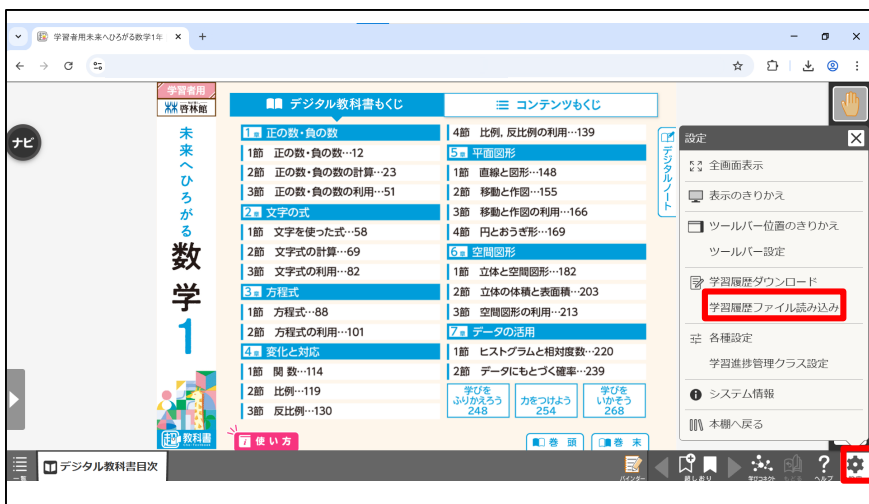 学習者用未来へひろがる数学1年
学習者用
啓林館
未来へひろがる
数学1
超教科書
デジタル教科書もくじ
コンテンツもくじ
1章 正の数・負の数
1節 正の数・負の数…12
2節 正の数・負の数の計算…23
3節 正の数・負の数の利用…51
2章 文字の式
1節 文字を使った式…58
2節 文字式の計算…69
3節 文字式の利用…82
3章 方程式
1節 方程式…88
2節 方程式の利用…101
4章 変化と対応
1節 関 数…114
2節 比例…119
3節 反比例…130
4節 比例, 反比例の利用…139
5章 平面図形
1節 直線と図形…148
2節 移動と作図…155
3節 移動と作図の利用…166
4節 円とおうぎ形…169
6章 空間図形
1節 立体と空間図形…182
2節 立体の体積と表面積…203
3節 空間図形の利用…213
7章 データの活用
1節 ヒストグラムと相対度数…220
2節 データにもとづく確率…239
学びを
ふりかえろう
248
力をつけよう
254
学びを
いかそう
268
使い方
巻 頭
巻 末
デジタルノート
ナビ
設定
全画面表示
表示のきりかえ
ツールバー位置のきりかえ
ツールバー設定
学習履歴ダウンロード
学習履歴ファイル読み込み
各種設定
学習進捗管理クラス設定
システム情報
本棚へ戻る
一覧
デジタル教科書目次
バインダー
紙しおり
学びコネクト
もどる
ヘルプ